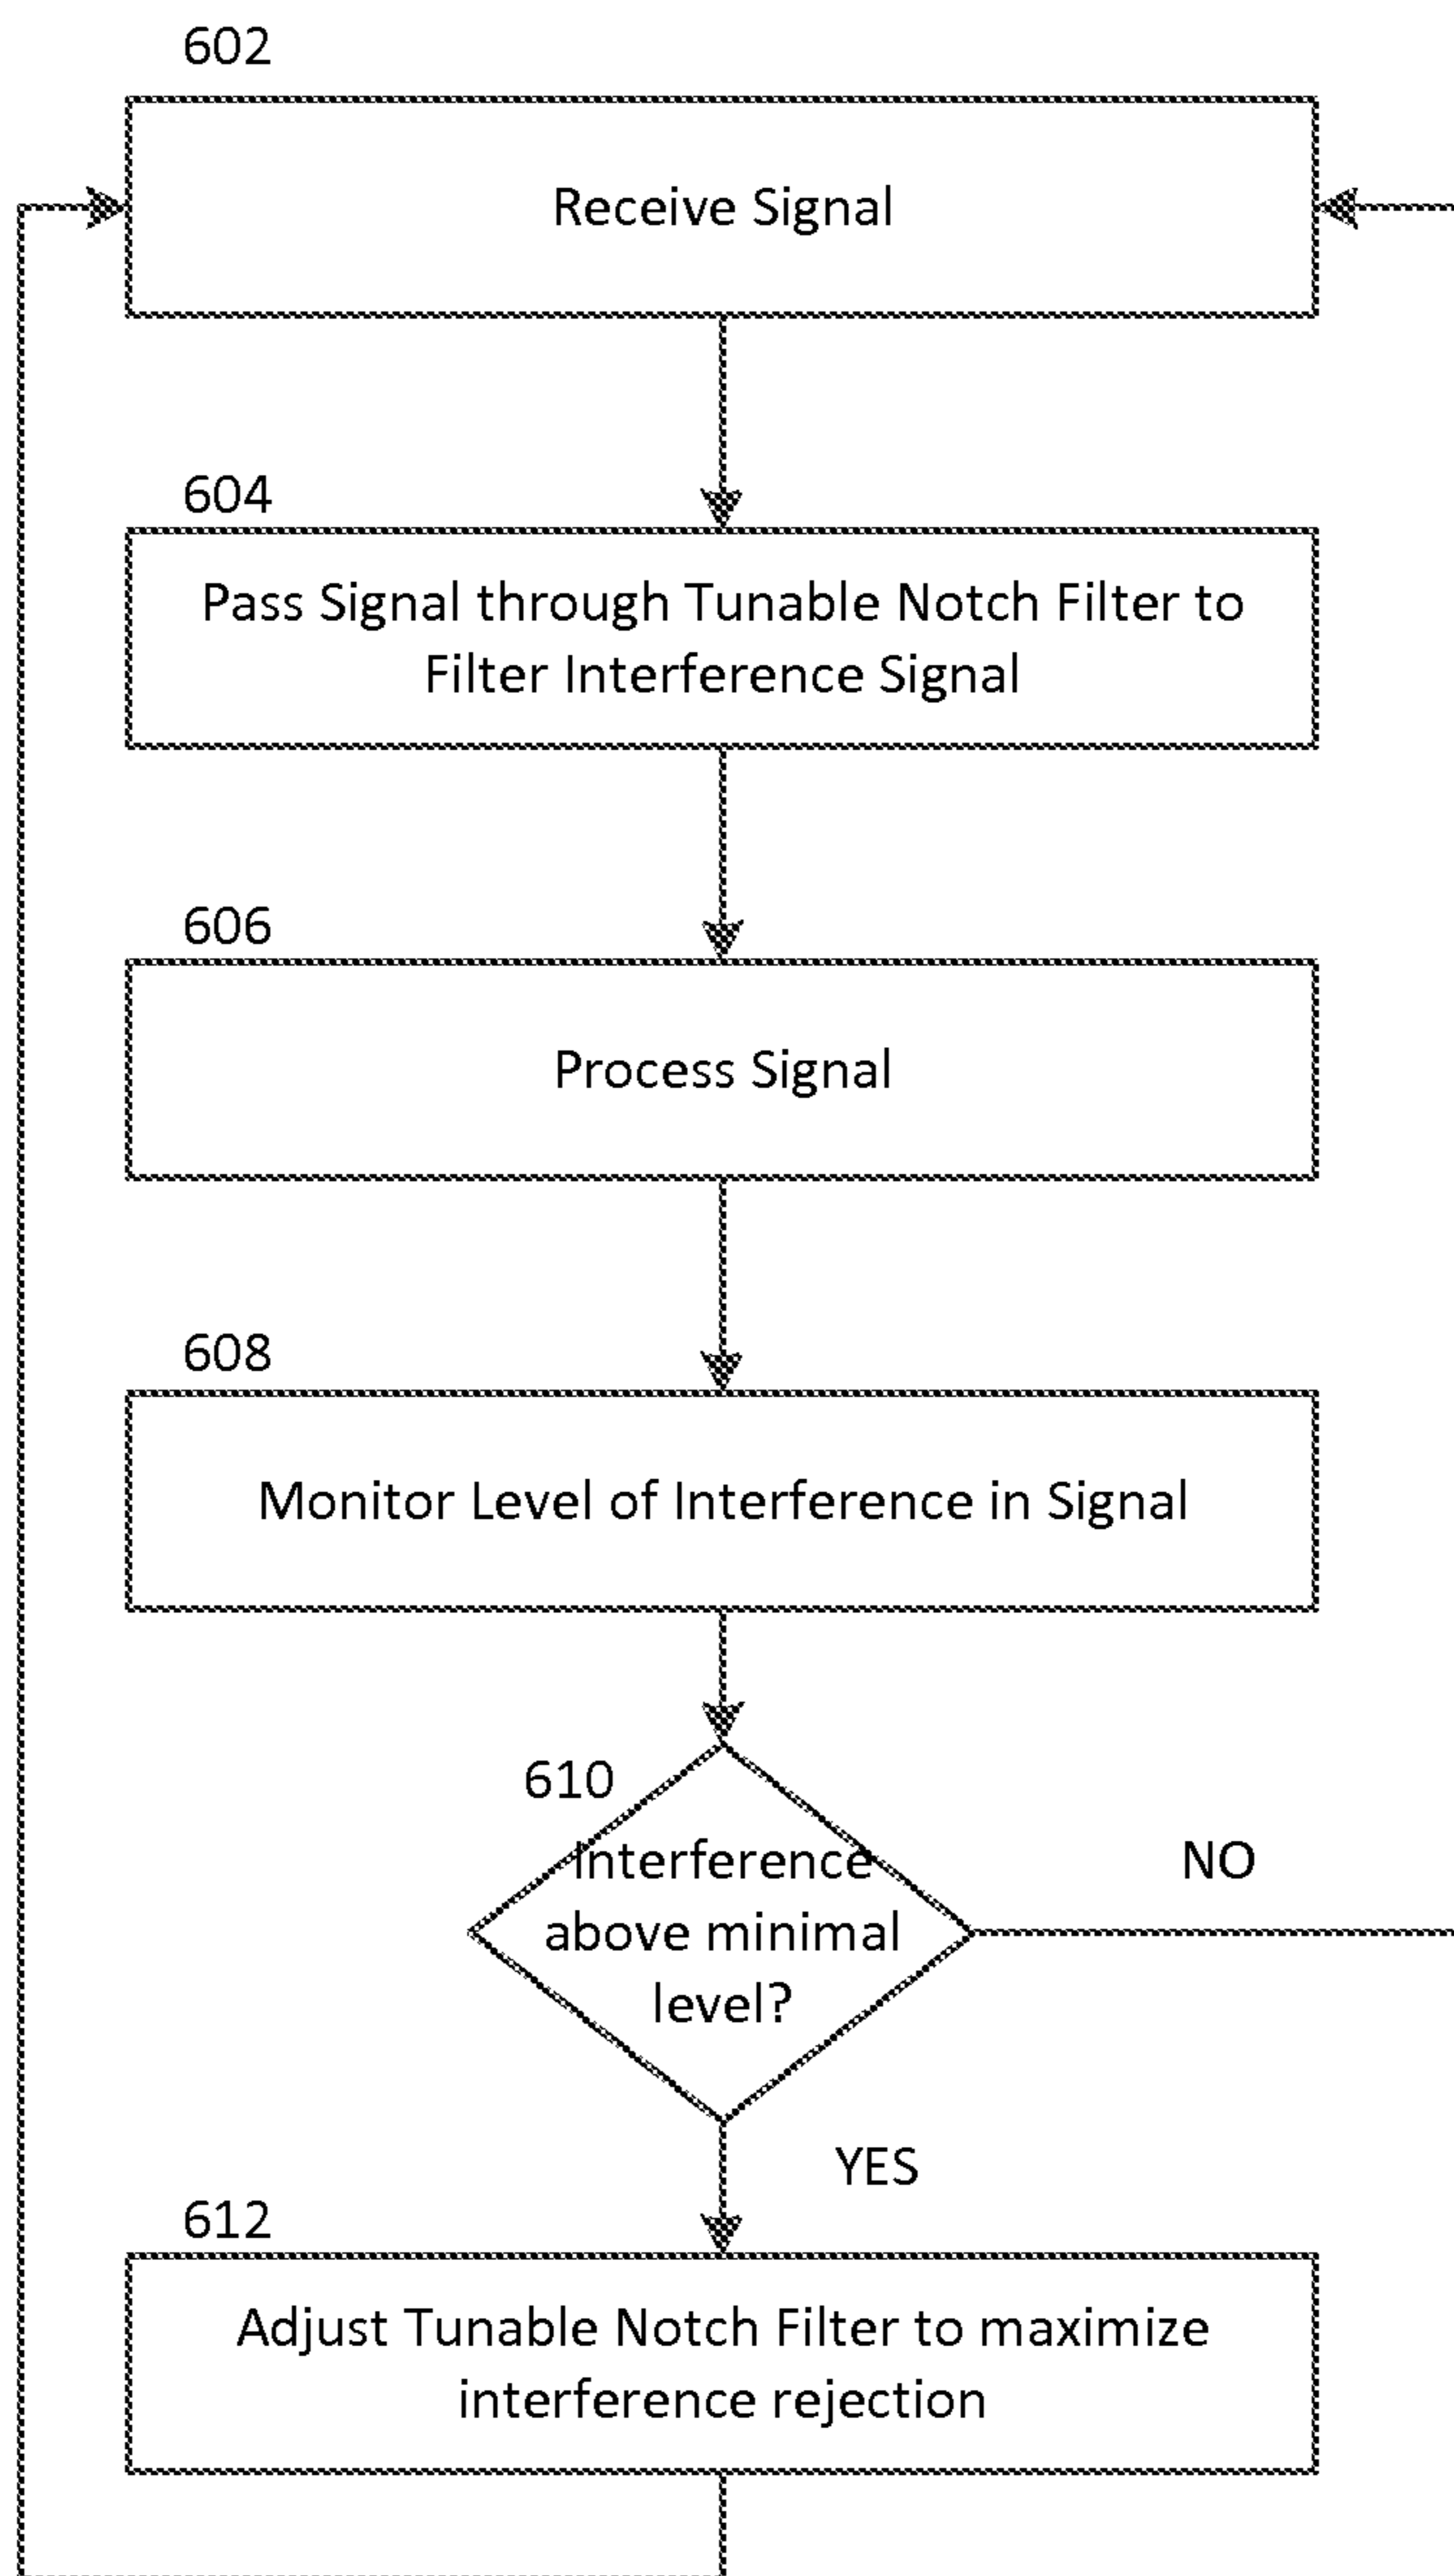 602
Receive Signal
604
Pass Signal through Tunable Notch Filter to
Filter Interference Signal
606
Process Signal
608
Monitor Level of Interference in Signal
610
Interference
above minimal
level?
NO
YES
612
Adjust Tunable Notch Filter to maximize
interference rejection